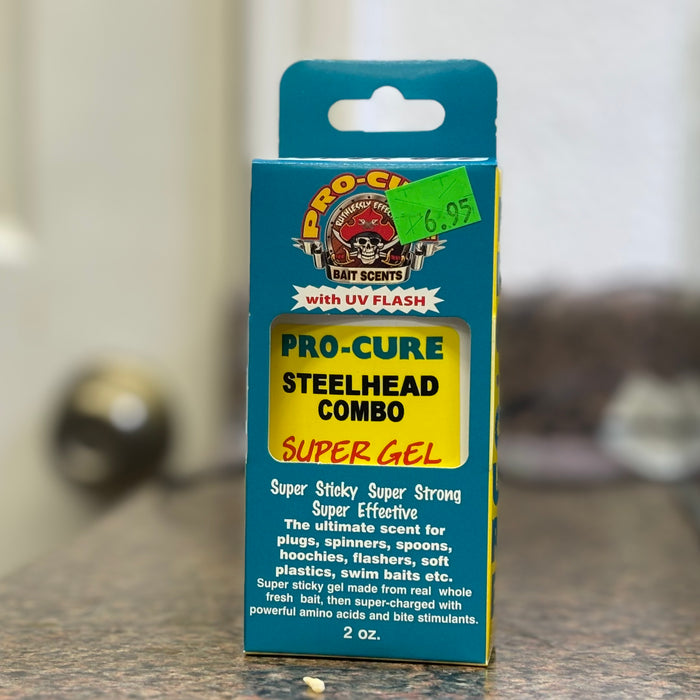 PRO-CU
6.95
RUTHLESSLY EFFEC
BAIT SCENTS
with UV FLASH
PRO-CURE
STEELHEAD
COMBO
SUPER GEL
Super Sticky Super Strong
Super Effective
The ultimate scent for
plugs, spinners, spoons,
hoochies, flashers, soft
plastics, swim baits etc.
Super sticky gel made from real whole
fresh bait, then super-charged with
powerful amino acids and bite stimulants.
2 oz.